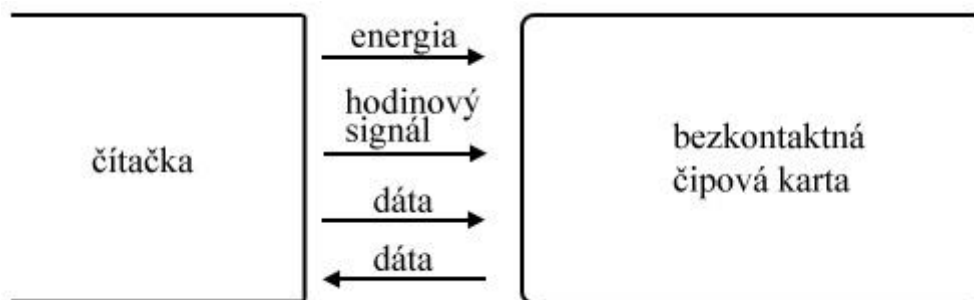 energia
hodinový
signál
čítačka
bezkontaktná
čipová karta
dáta
dáta